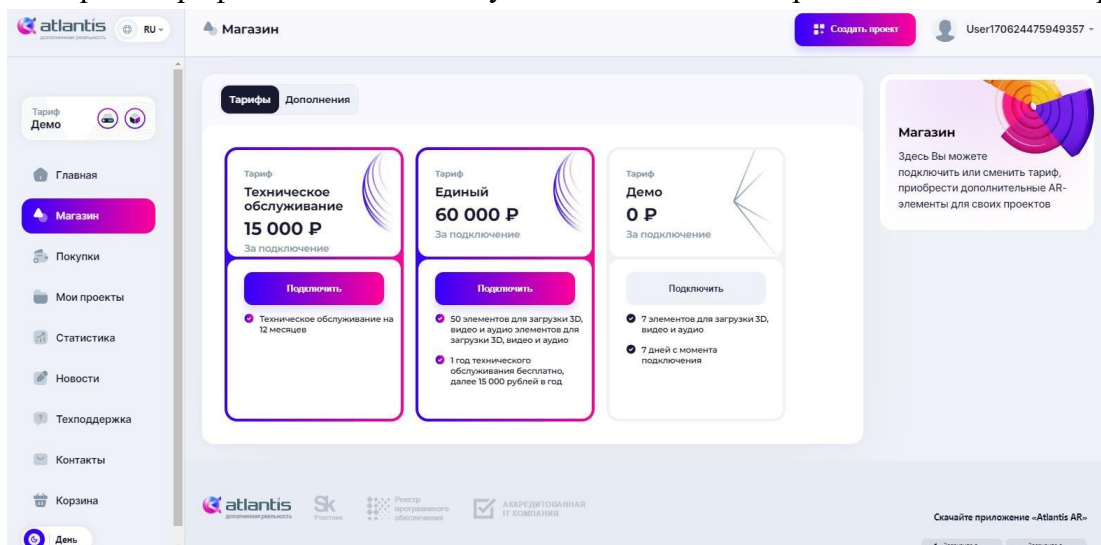 atlantis
дополненная реальность
RU
Магазин
Создать проект
User170624475949357
Тариф
Демо
Главная
Магазин
Покупки
Мои проекты
Статистика
Новости
Техподдержка
Контакты
Корзина
День
Тарифы Дополнения
Тариф
Техническое
обслуживание
15 000 ₽
За подключение
Подключить
Техническое обслуживание на
12 месяцев
Тариф
Единый
60 000 ₽
За подключение
Подключить
50 элементов для загрузки 3D,
видео и аудио элементов для
загрузки 3D, видео и аудио
1 год технического
обслуживания бесплатно,
далее 15 000 рублей в год
Тариф
Демо
0 ₽
За подключение
Подключить
7 элементов для загрузки 3D,
видео и аудио
7 дней с момента
подключения
Магазин
Здесь Вы можете
подключить или сменить тариф,
приобрести дополнительные AR-
элементы для своих проектов
atlantis
дополненная реальность
Sk
Участник
Реестр
программного
обеспечения
АККРЕДИТОВАННАЯ
IT КОМПАНИЯ
Скачайте приложение «Atlantis AR»